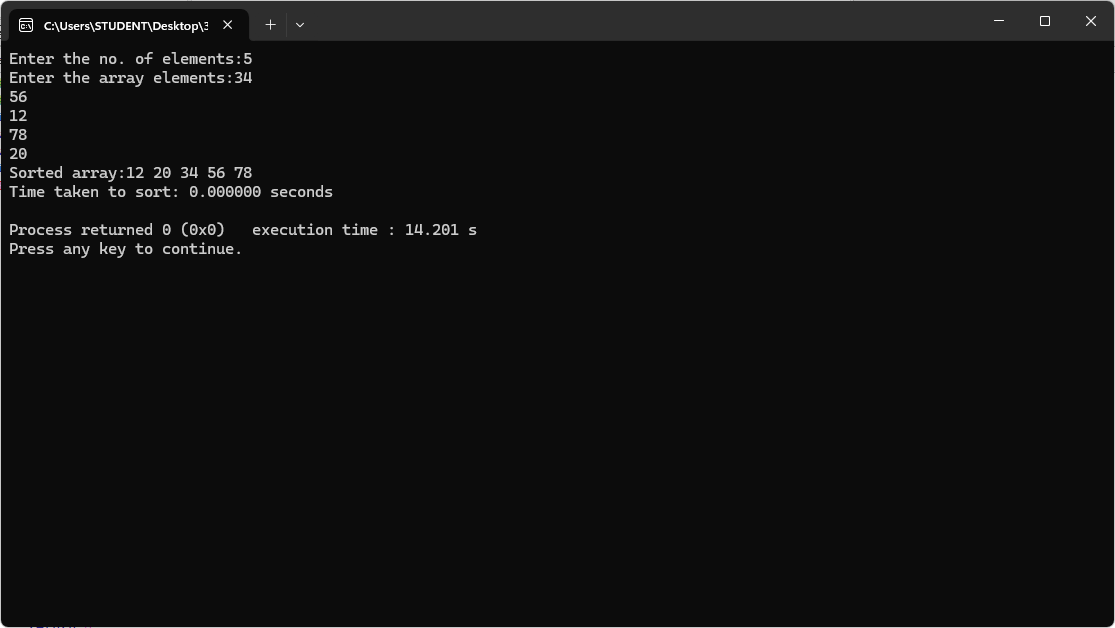 C:\Users\STUDENT\Desktop\3
Enter the no. of elements:5
Enter the array elements:34
56
12
78
20
Sorted array:12 20 34 56 78
Time taken to sort: 0.000000 seconds
Process returned 0 (0x0)   execution time : 14.201 s
Press any key to continue.